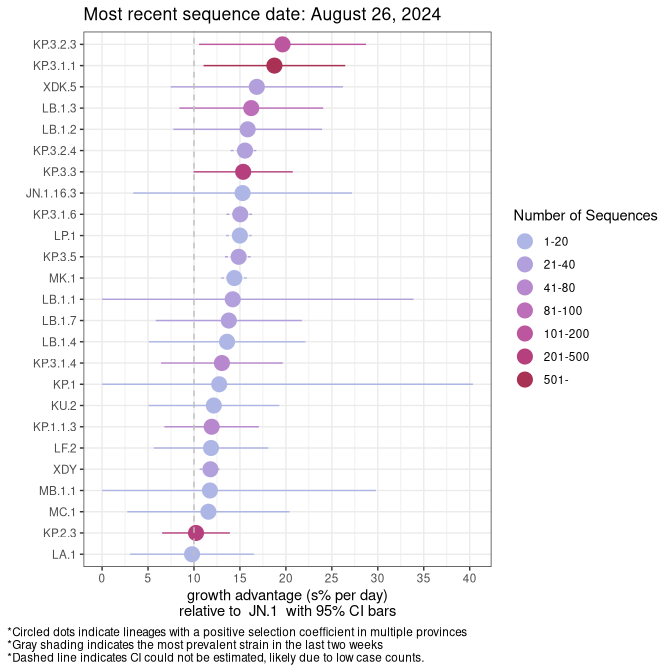 Most recent sequence date: August 26, 2024
KP.3.2.3
KP.3.1.1
XDK.5
LB.1.3
LB.1.2
KP.3.2.4
KP.3.3
JN.1.16.3
KP.3.1.6
LP.1
KP.3.5
MK.1
LB.1.1
LB.1.7
LB.1.4
KP.3.1.4
KP.1
KU.2
KP.1.1.3
LF.2
XDY
MB.1.1
MC.1
KP.2.3
LA.1
0 5 10 15 20 25 30 35 40
growth advantage (s% per day)
relative to JN.1 with 95% CI bars
Number of Sequences
1-20
21-40
41-80
81-100
101-200
201-500
501-
*Circled dots indicate lineages with a positive selection coefficient in multiple provinces
*Gray shading indicates the most prevalent strain in the last two weeks
*Dashed line indicates CI could not be estimated, likely due to low case counts.